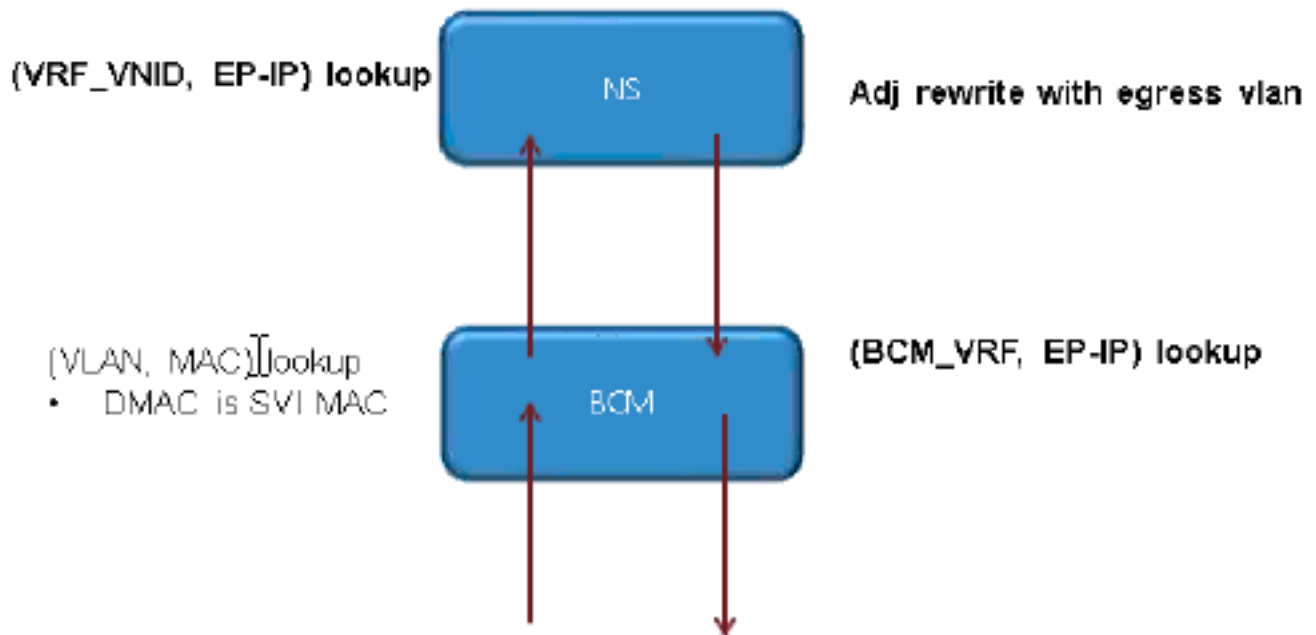 (VRF_VNID, EP-IP) lookup
NS
Adj rewrite with egress vlan
(VLAN, MAC) lookup
• DMAC is SVI MAC
BCM
(BCM_VRF, EP-IP) lookup